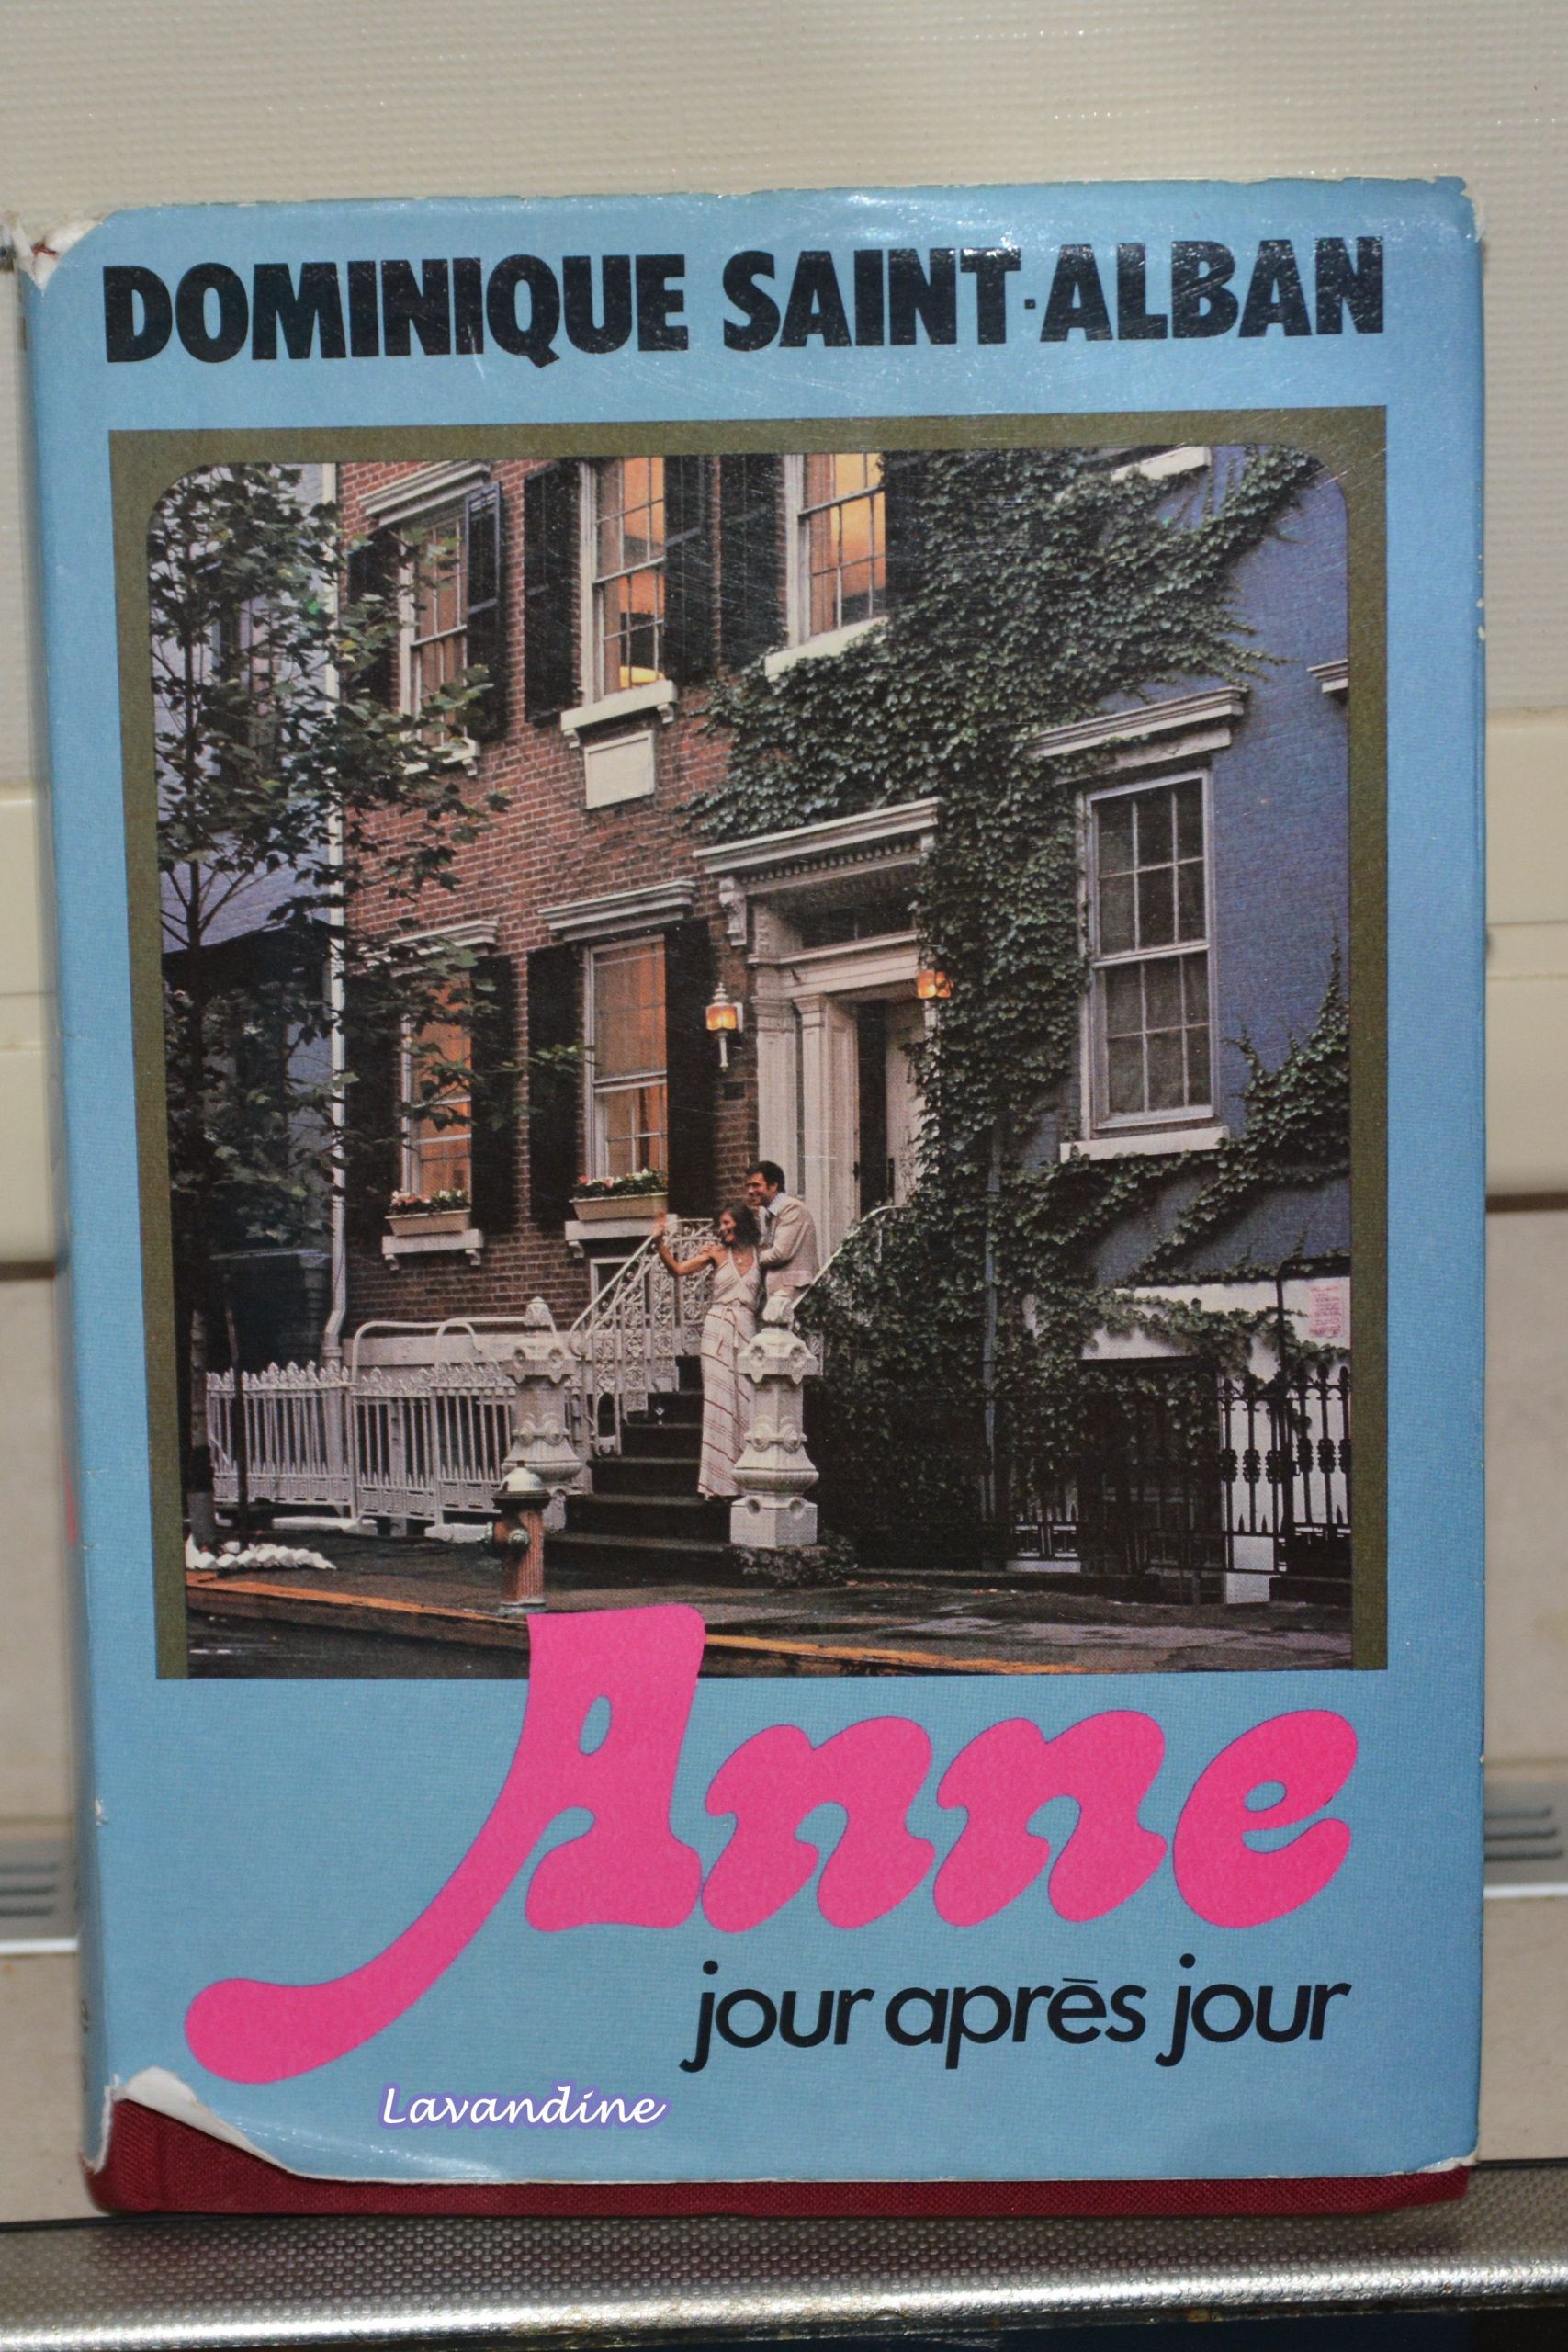 DOMINIQUE SAINT-ALBAN
Anne
jour après jour
Lavandine